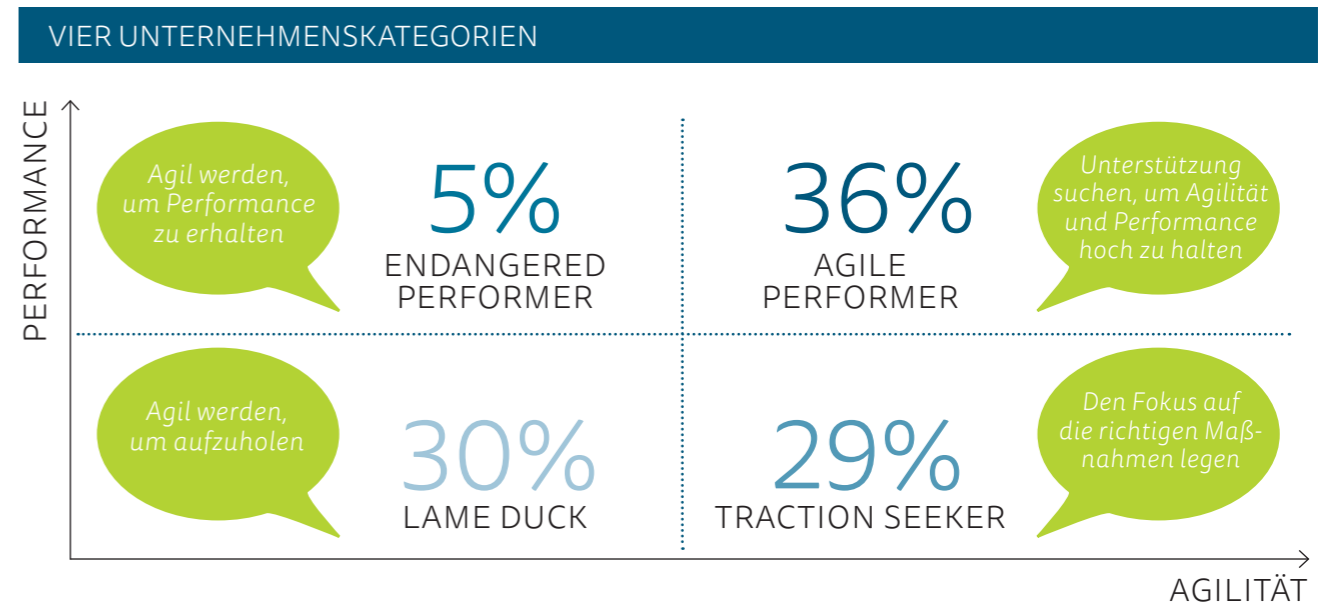 VIER UNTERNEHMENSKATEGORIEN
PERFORMANCE
Agil werden,
um Performance
zu erhalten
5%
ENDANGERED
PERFORMER
36%
AGILE
PERFORMER
Unterstützung
suchen, um Agilität
und Performance
hoch zu halten
Agil werden,
um aufzuholen
30%
LAME DUCK
29%
TRACTION SEEKER
Den Fokus auf
die richtigen Maß-
nahmen legen
AGILITÄT